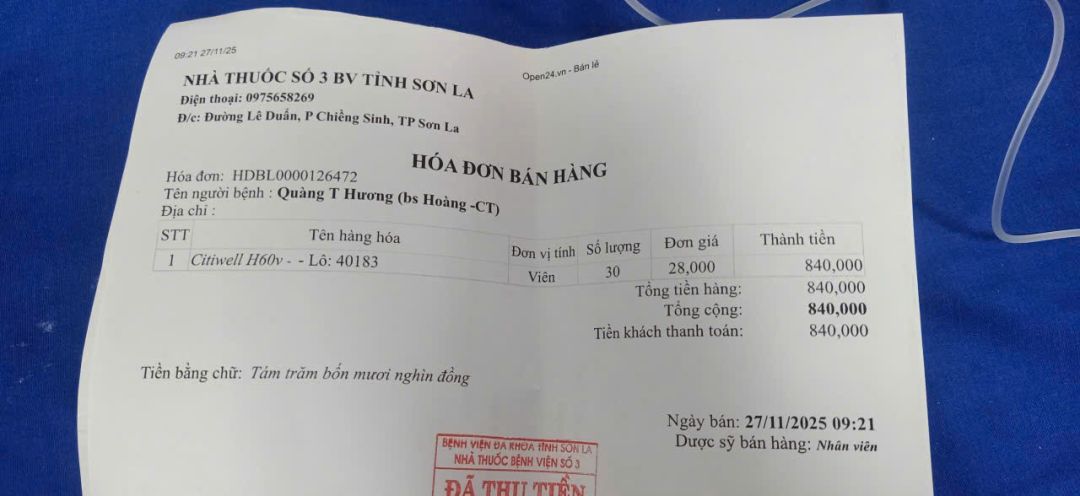 09:21 27/11/25
Open24.vn - Bán lẻ
NHÀ THUỐC SỐ 3 BV TỈNH SƠN LA
Điện thoại: 0975658269
Đ/c: Đường Lê Duẩn, P Chiềng Sinh, TP Sơn La
HÓA ĐƠN BÁN HÀNG
Hóa đơn: HDBL0000126472
Tên người bệnh : Quàng T Hương (bs Hoàng -CT)
Địa chỉ :
STT Tên hàng hóa Đơn vị tính Số lượng Đơn giá Thành tiền
1 Citiwell H60v - - Lô: 40183 Viên 30 28,000 840,000
Tổng tiền hàng: 840,000
Tổng cộng: 840,000
Tiền khách thanh toán: 840,000
Tiền bằng chữ: Tám trăm bốn mươi nghìn đồng
Ngày bán: 27/11/2025 09:21
Dược sỹ bán hàng: Nhân viên
BỆNH VIỆN ĐA KHOA TỈNH SƠN LA
NHÀ THUỐC BỆNH VIỆN SỐ 3
ĐÃ THU TIỀN